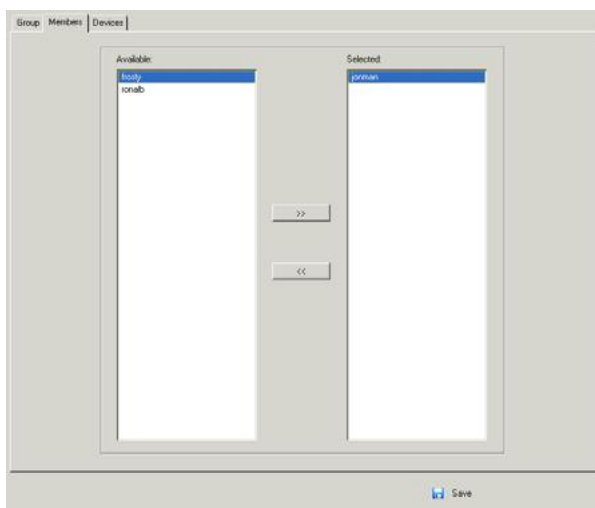 Group Members Devices
Available:
frosty
ronalb
Selected:
jonman
>>
<<
Save